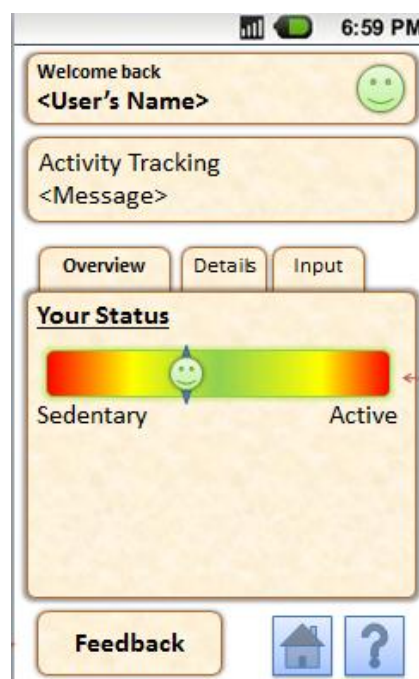 6:59 PM
Welcome back
<User's Name>
Activity Tracking
<Message>
Overview Details Input
Your Status
Sedentary Active
Feedback ?